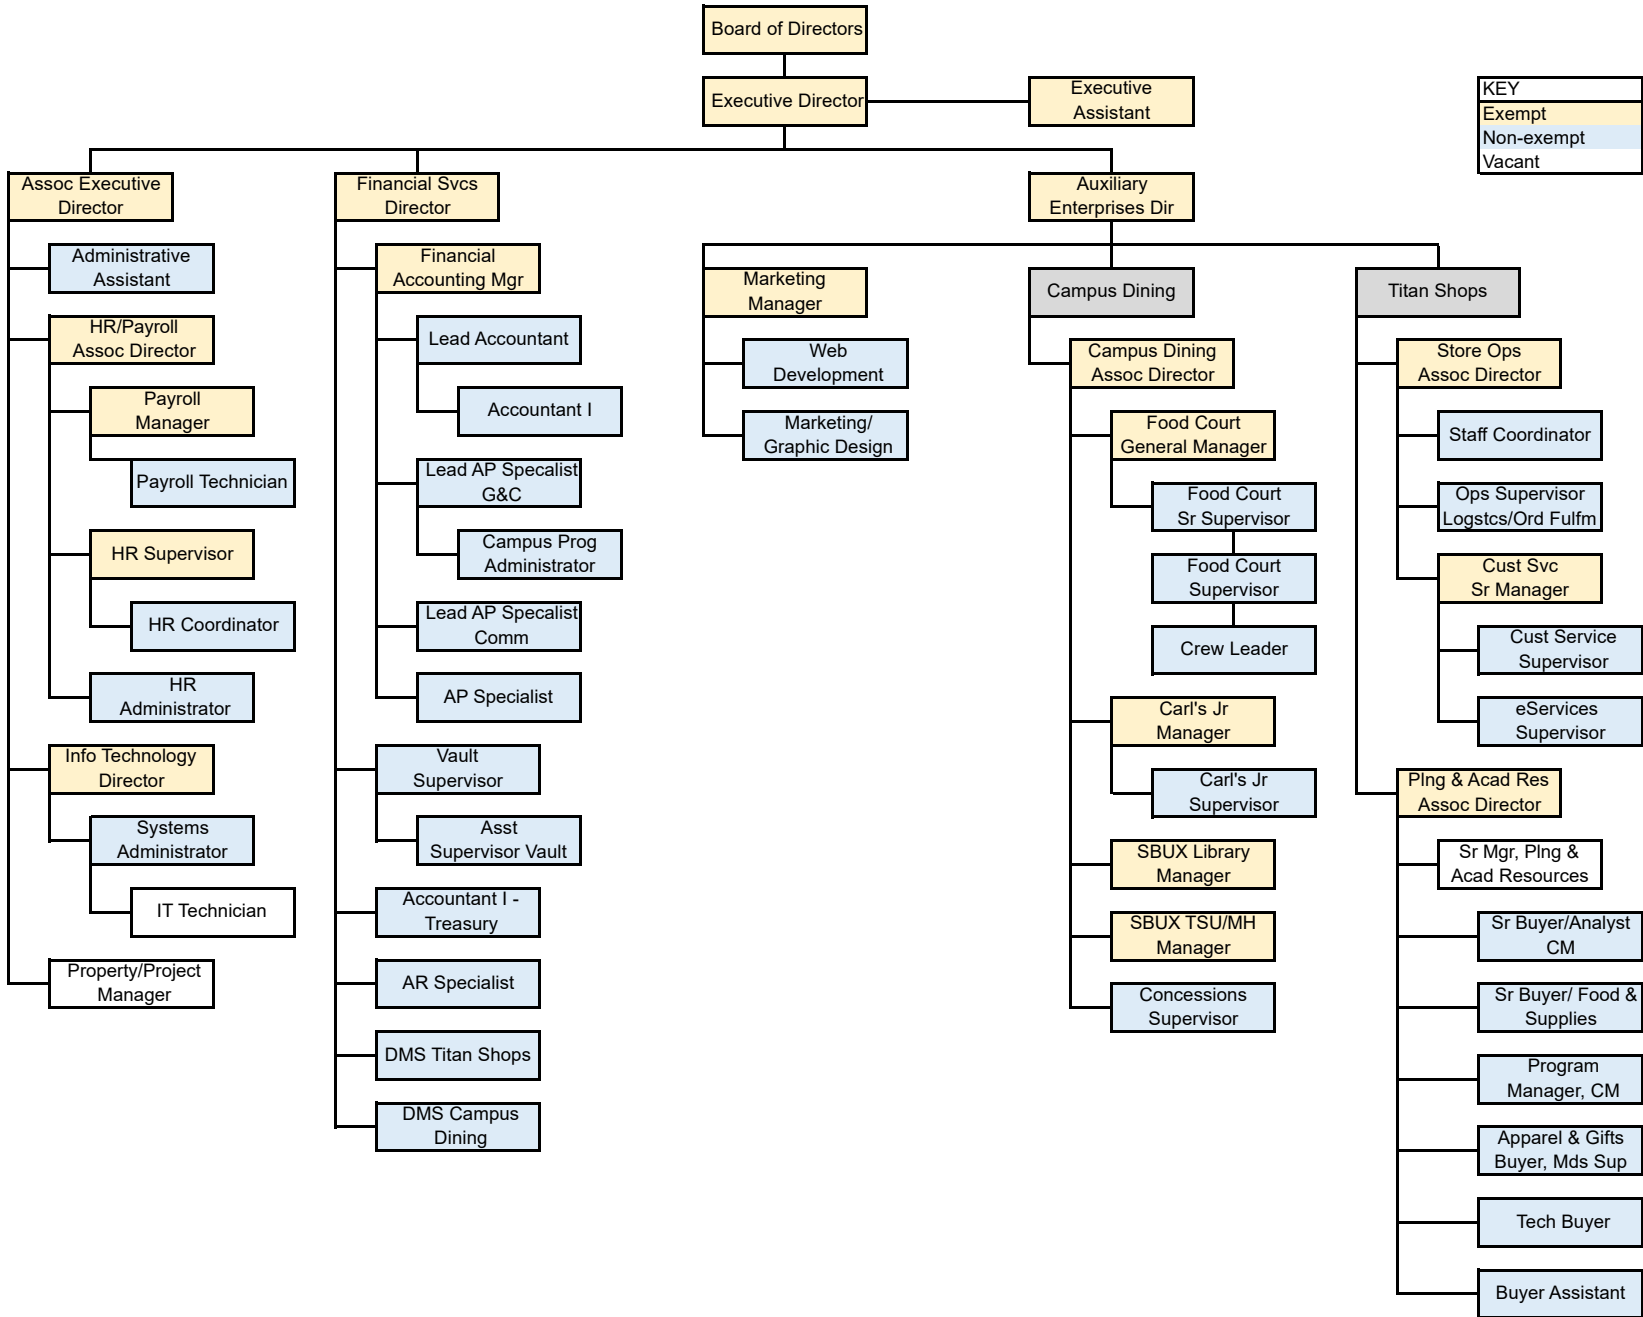 Board of Directors
Executive Director
Executive
Assistant
KEY
Exempt
Non-exempt
Vacant
Assoc Executive
Director
Administrative
Assistant
HR/Payroll
Assoc Director
Payroll
Manager
Payroll Technician
HR Supervisor
HR Coordinator
HR
Administrator
Info Technology
Director
Systems
Administrator
IT Technician
Property/Project
Manager
Financial Svcs
Director
Financial
Accounting Mgr
Lead Accountant
Accountant I
Lead AP Specalist
G&C
Campus Prog
Administrator
Lead AP Specalist
Comm
AP Specialist
Vault
Supervisor
Asst
Supervisor Vault
Accountant I -
Treasury
AR Specialist
DMS Titan Shops
DMS Campus
Dining
Auxiliary
Enterprises Dir
Marketing
Manager
Web
Development
Marketing/
Graphic Design
Campus Dining
Campus Dining
Assoc Director
Food Court
General Manager
Food Court
Sr Supervisor
Food Court
Supervisor
Crew Leader
Carl's Jr
Manager
Carl's Jr
Supervisor
SBUX Library
Manager
SBUX TSU/MH
Manager
Concessions
Supervisor
Titan Shops
Store Ops
Assoc Director
Staff Coordinator
Ops Supervisor
Logstcs/Ord Fulfm
Cust Svc
Sr Manager
Cust Service
Supervisor
eServices
Supervisor
Plng & Acad Res
Assoc Director
Sr Mgr, Plng &
Acad Resources
Sr Buyer/Analyst
CM
Sr Buyer/ Food &
Supplies
Program
Manager, CM
Apparel & Gifts
Buyer, Mds Sup
Tech Buyer
Buyer Assistant